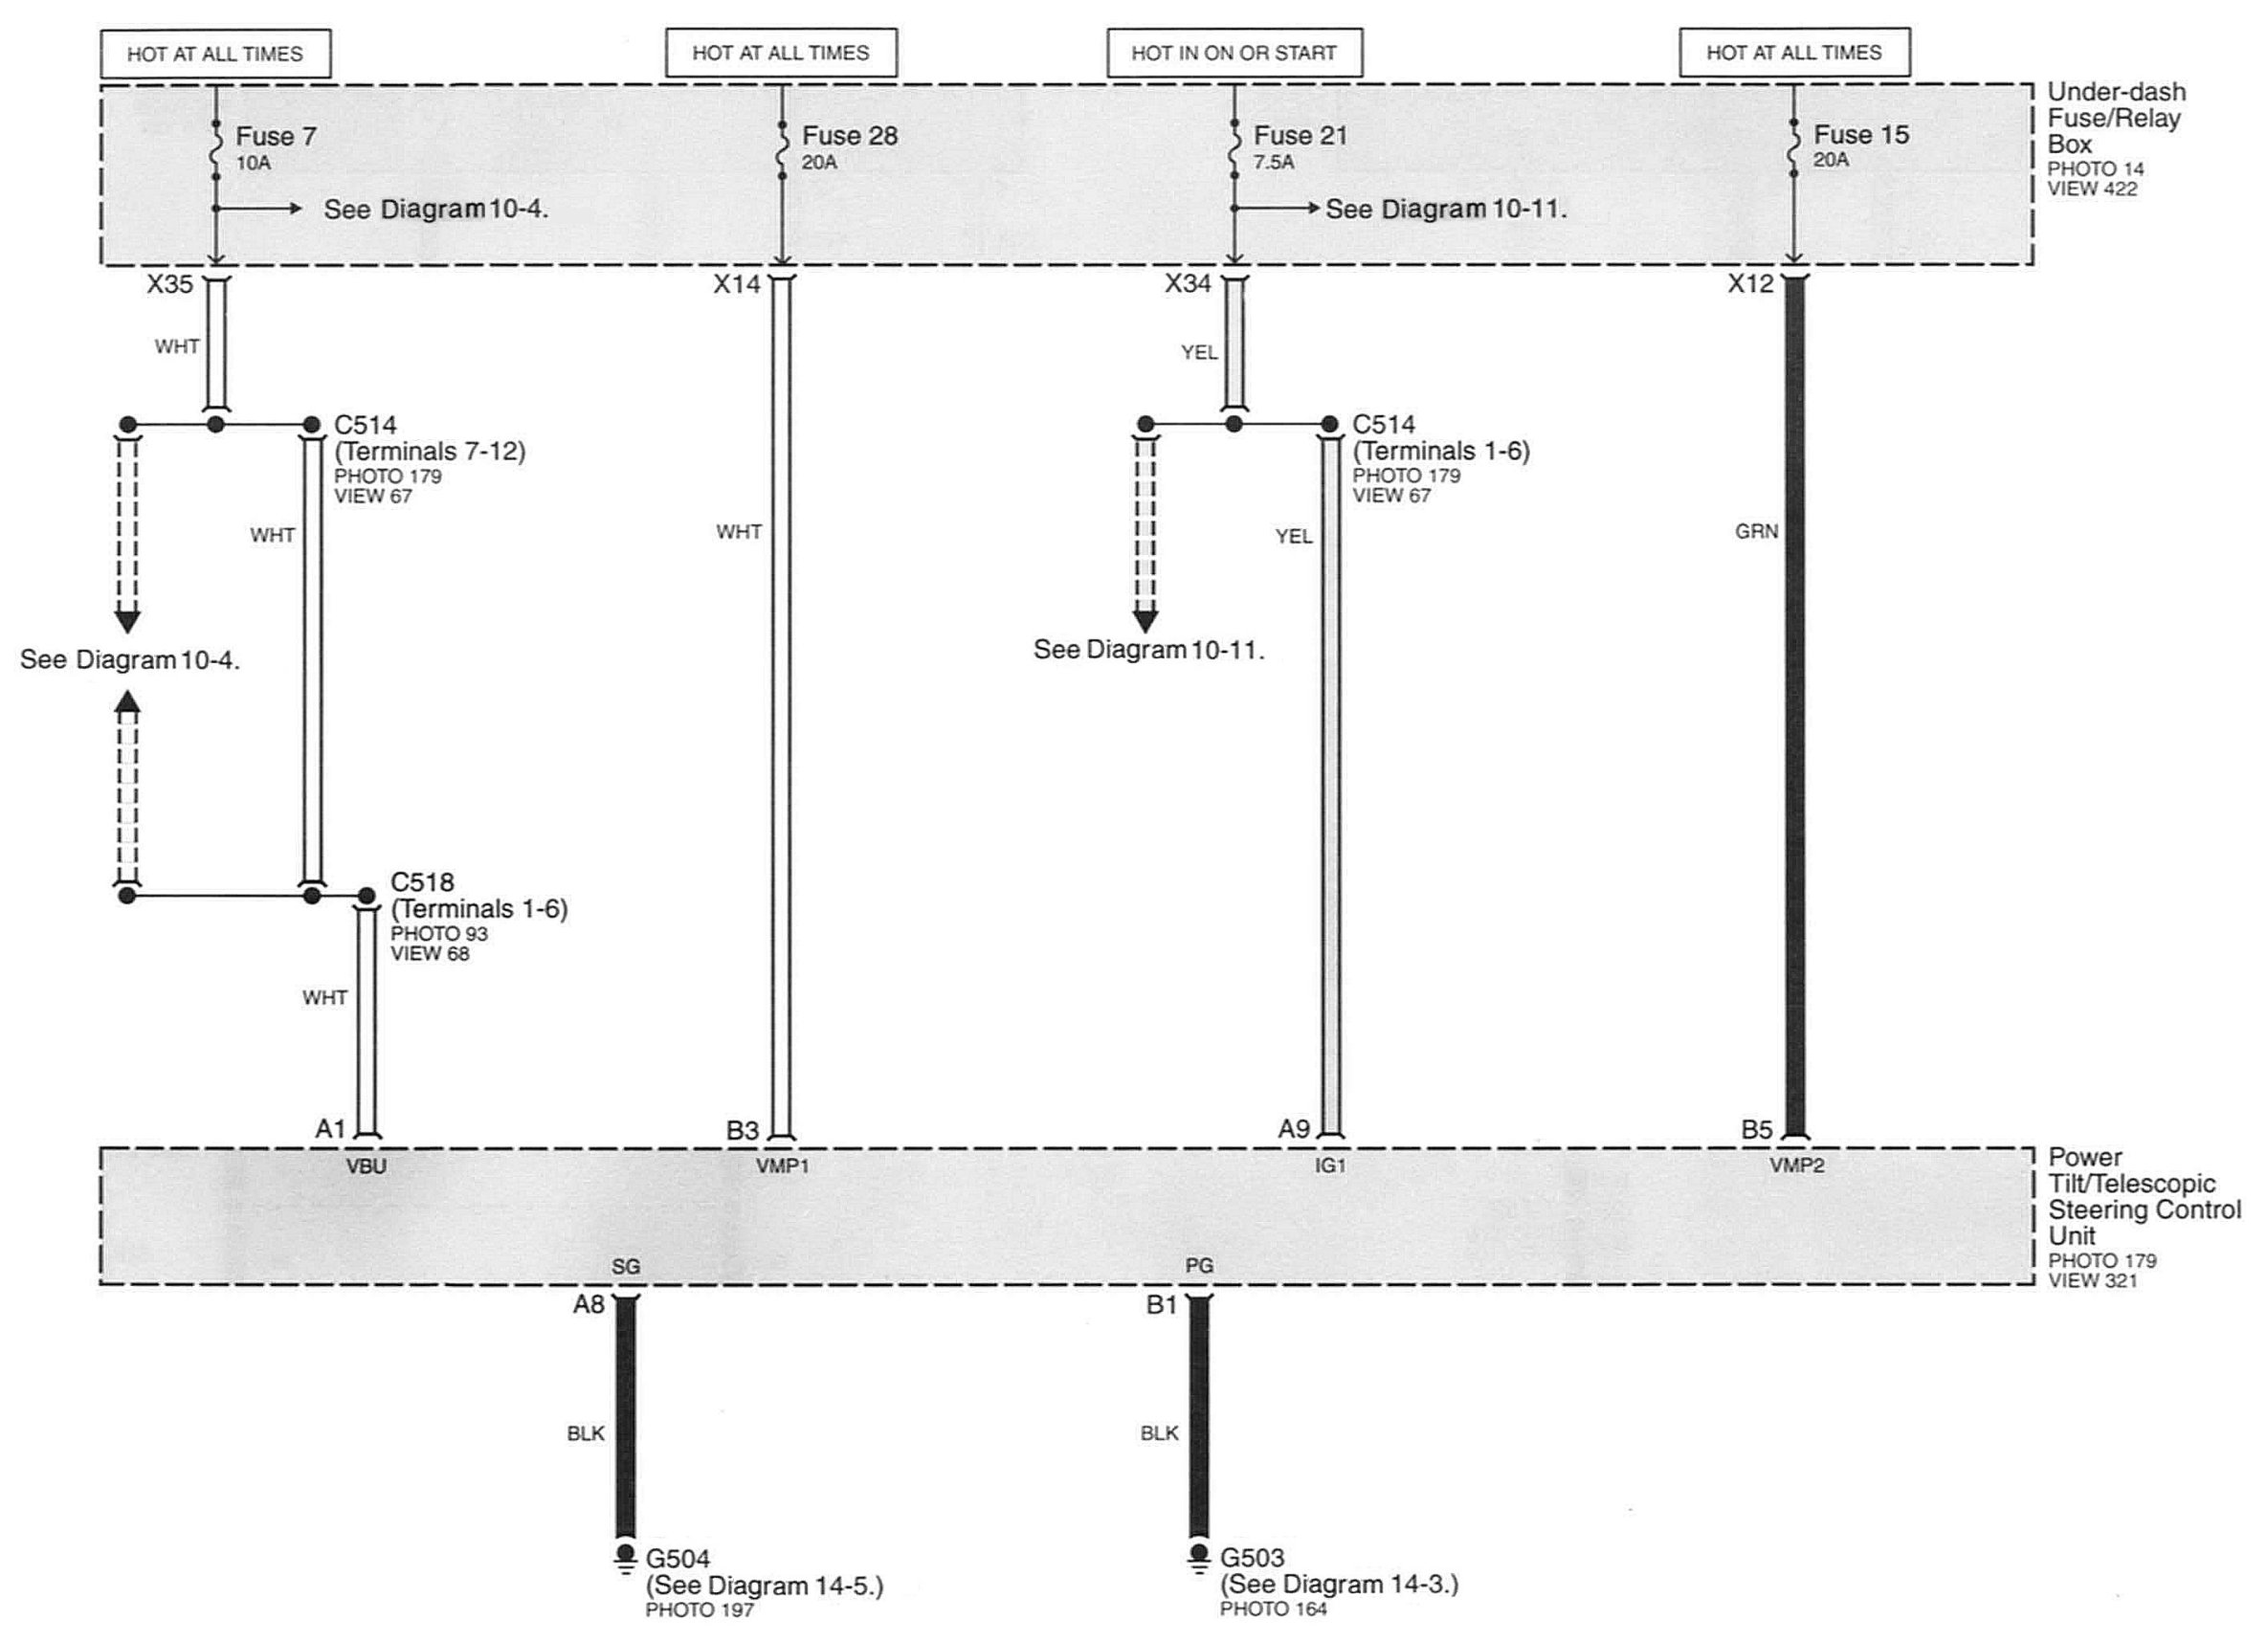 HOT AT ALL TIMES
HOT AT ALL TIMES
HOT IN ON OR START
HOT AT ALL TIMES
Under-dash
Fuse/Relay
Box
PHOTO 14
VIEW 422
Fuse 7
10A
See Diagram 10-4.
Fuse 28
20A
Fuse 21
7.5A
See Diagram 10-11.
Fuse 15
20A
X35
X14
X34
X12
WHT
YEL
C514
(Terminals 7-12)
PHOTO 179
VIEW 67
C514
(Terminals 1-6)
PHOTO 179
VIEW 67
WHT
WHT
YEL
GRN
See Diagram 10-4.
See Diagram 10-11.
C518
(Terminals 1-6)
PHOTO 93
VIEW 68
WHT
A1
B3
A9
B5
VBU
VMP1
IG1
VMP2
Power
Tilt/Telescopic
Steering Control
Unit
PHOTO 179
VIEW 321
SG
PG
A8
B1
BLK
BLK
G504
(See Diagram 14-5.)
PHOTO 197
G503
(See Diagram 14-3.)
PHOTO 164